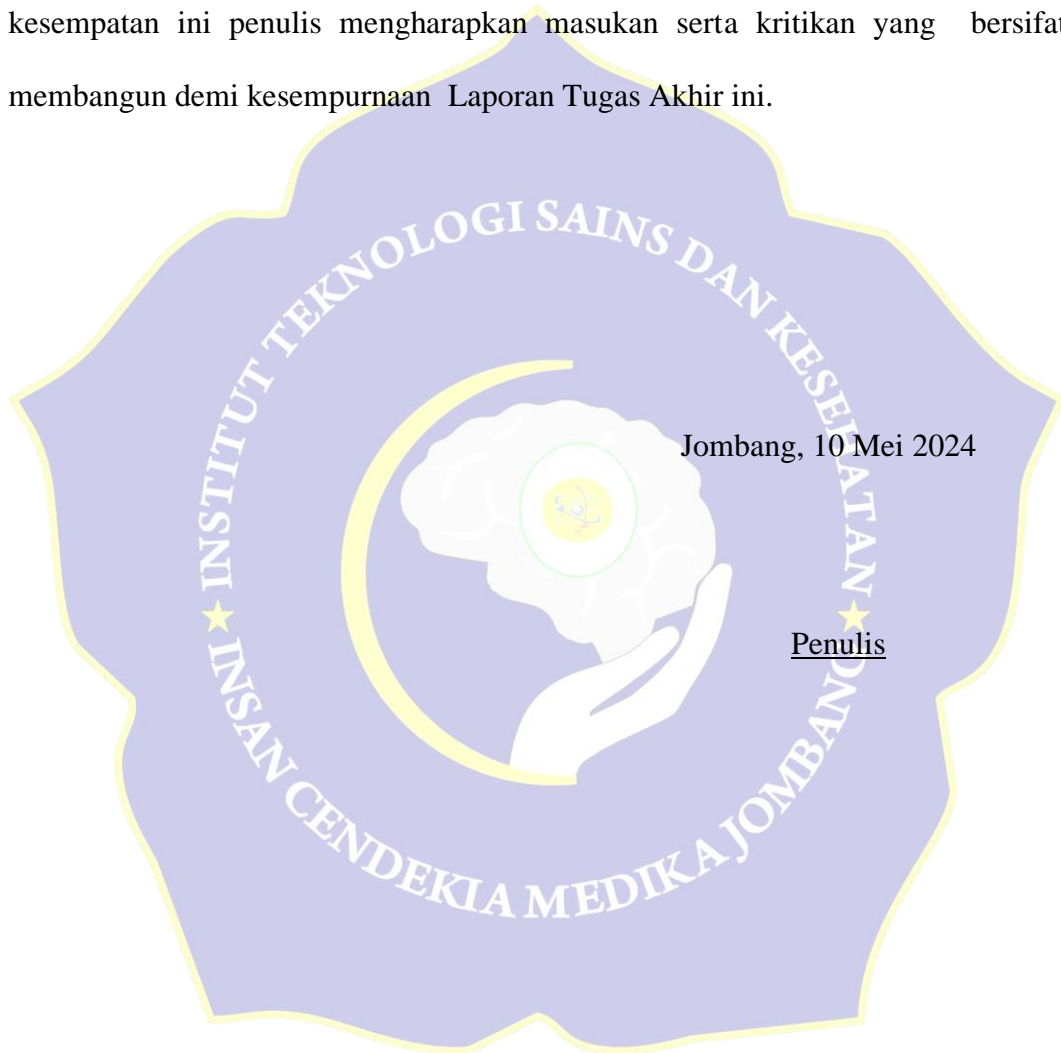 kesempatan ini penulis mengharapkan masukan serta kritikan yang bersifat
membangun demi kesempurnaan Laporan Tugas Akhir ini.
INSTITUT TEKNOLOGI SAINS DAN KESEHATAN
Jombang, 10 Mei 2024
Penulis
INSAN CENDEKIA MEDIKA JOMBANG